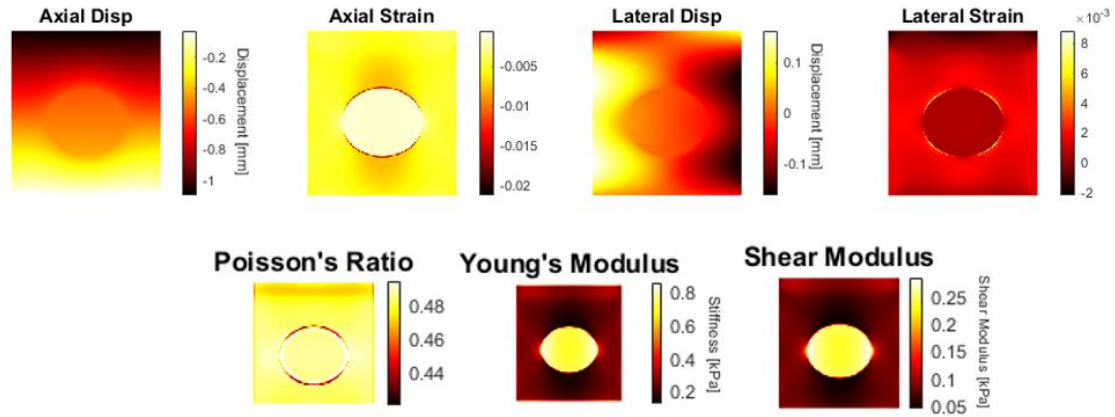 Axial Disp
-0.2
-0.4
-0.6
-0.8
-1
Displacement [mm]
Axial Strain
-0.005
-0.01
-0.015
-0.02
Lateral Disp
0.1
0
-0.1
Displacement [mm]
Lateral Strain
×10⁻³
8
6
4
2
0
-2
Poisson's Ratio
0.48
0.46
0.44
Young's Modulus
0.8
0.6
0.4
0.2
Stiffness [kPa]
Shear Modulus
0.25
0.2
0.15
0.1
0.05
Shear Modulus [kPa]